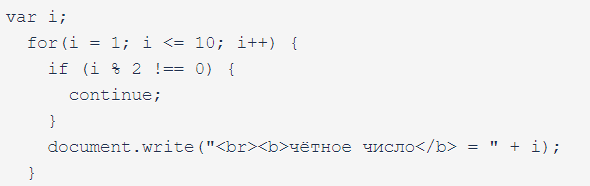 var i;
for(i = 1; i <= 10; i++) {
if (i % 2 !== 0) {
continue;
}
document.write("<br><b>чётное число</b> = " + i);
}